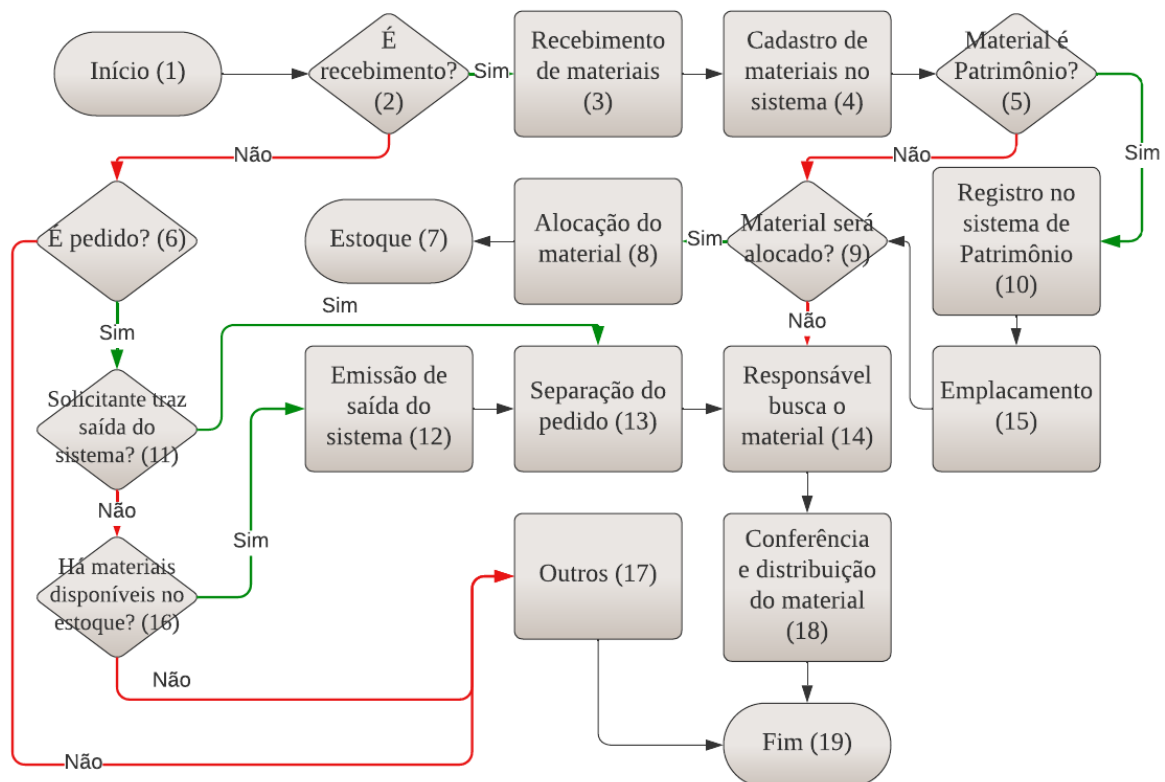 Início (1)
É
recebimento?
(2)
Sim
Recebimento
de materiais
(3)
Cadastro de
materiais no
sistema (4)
Material é
Patrimônio?
(5)
Sim
Não
Não
É pedido? (6)
Estoque (7)
Alocação do
material (8)
Sim
Material será
alocado? (9)
Registro no
sistema de
Patrimônio
(10)
Sim
Sim
Não
Solicitante traz
saída do
sistema? (11)
Emissão de
saída do
sistema (12)
Separação do
pedido (13)
Responsável
busca o
material (14)
Emplacamento
(15)
Não
Sim
Há materiais
disponíveis no
estoque? (16)
Outros (17)
Conferência
e distribuição
do material
(18)
Não
Não
Fim (19)